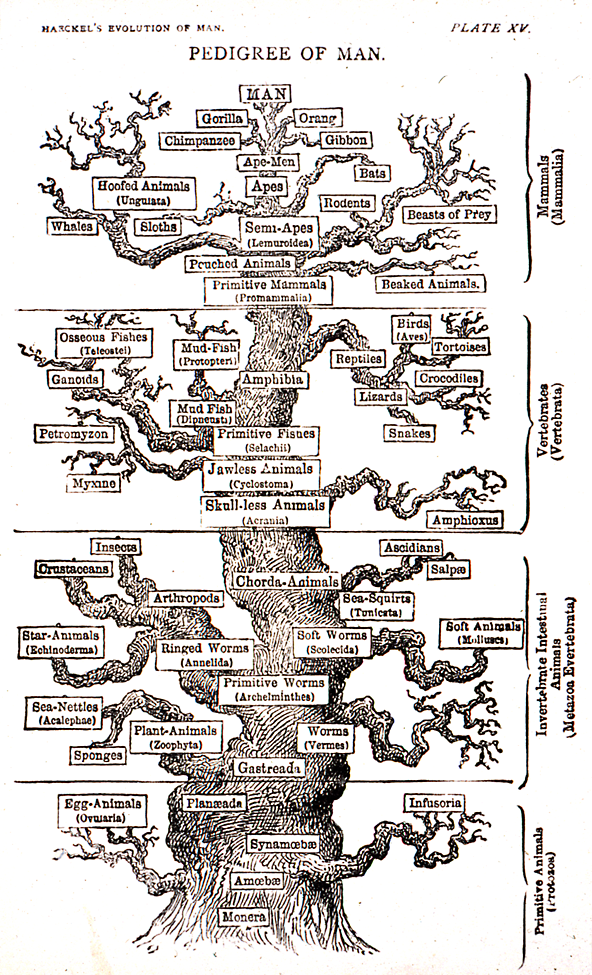 HAECKEL'S EVOLUTION OF MAN.
PLATE XV.
PEDIGREE OF MAN.
MAN
Gorilla
Orang
Chimpanzee
Gibbon
Ape-Men
Bats
Apes
Hoofed Animals
(Ungulata)
Rodents
Beasts of Prey
Whales
Sloths
Semi-Apes
(Lemuroidea)
Pouched Animals
Primitive Mammals
(Promammalia)
Beaked Animals.
Mammals
(Mammalia)
Osseous Fishes
(Teleostei)
Mud-Fish
(Protopteri)
Birds
(Aves)
Tortoises
Reptiles
Ganoids
Amphibia
Crocodiles
Lizards
Mud Fish
(Dipneusta)
Petromyzon
Primitive Fishes
(Selachii)
Snakes
Jawless Animals
(Cyclostoma)
Myxine
Skull-less Animals
(Acrania)
Amphioxus
Vertebrates
(Vertebrata)
Insects
Ascidians
Crustaceans
Salpæ
Chorda-Animals
Arthropods
Sea-Squirts
(Tunicata)
Star-Animals
(Echinoderma)
Ringed Worms
(Annelida)
Soft Worms
(Scolecida)
Soft Animals
(Mollusca)
Primitive Worms
(Archelminthes)
Sea-Nettles
(Acalephae)
Plant-Animals
(Zoophyta)
Worms
(Vermes)
Sponges
Gastreada
Invertebrate Intestinal
Animals
(Metazoa Evertebrata)
Egg-Animals
(Ovularia)
Planæada
Infusoria
Synamœbæ
Amœbæ
Monera
Primitive Animals
(Protozoa)